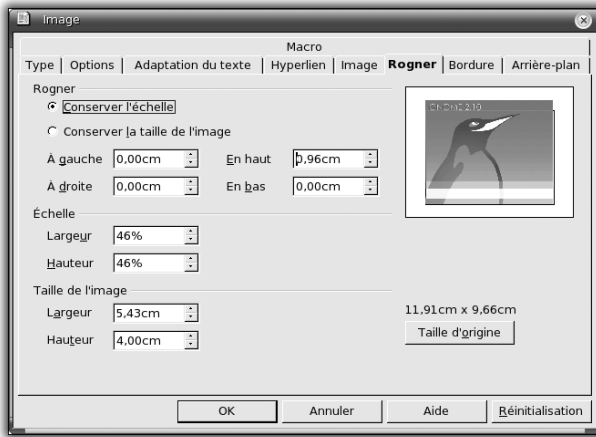 Image
Macro
Type Options Adaptation du texte Hyperlien Image Rogner Bordure Arrière-plan
Rogner
Conserver l'échelle
Conserver la taille de l'image
À gauche 0,00cm En haut 0,96cm
À droite 0,00cm En bas 0,00cm
GNOME 2.10
Échelle
Largeur 46%
Hauteur 46%
Taille de l'image
Largeur 5,43cm
Hauteur 4,00cm
11,91cm x 9,66cm
Taille d'origine
OK Annuler Aide Réinitialisation